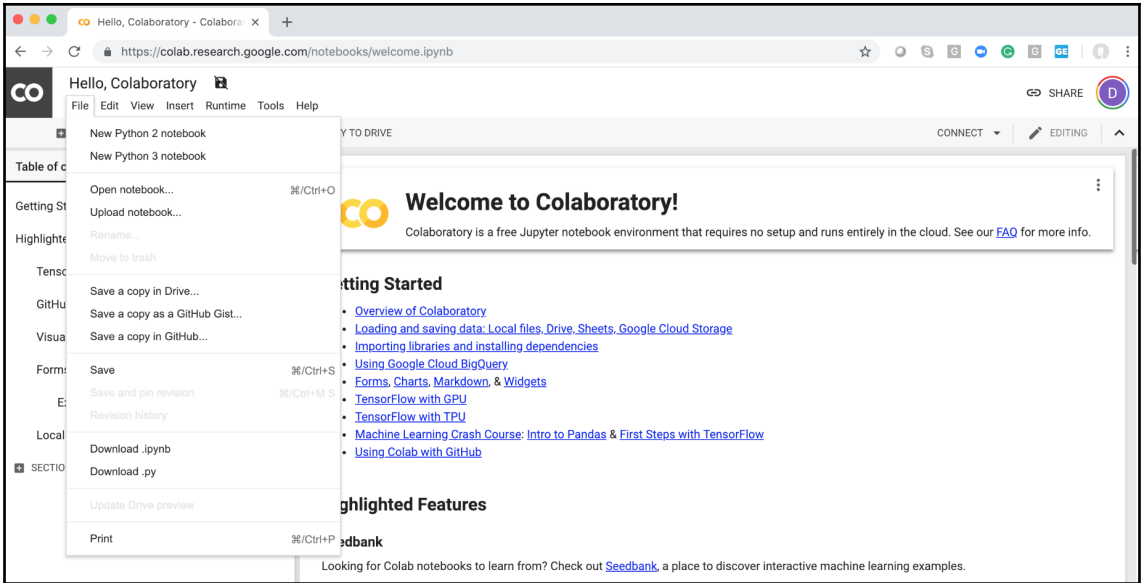 Hello, Colaboratory - Colabora
https://colab.research.google.com/notebooks/welcome.ipynb
S G G GE
CO Hello, Colaboratory
SHARE D
File Edit View Insert Runtime Tools Help
Y TO DRIVE CONNECT EDITING
New Python 2 notebook
New Python 3 notebook
Open notebook... ⌘/Ctrl+O
Upload notebook...
Rename...
Move to trash
Save a copy in Drive...
Save a copy as a GitHub Gist...
Save a copy in GitHub...
Save ⌘/Ctrl+S
Save and pin revision ⌘/Ctrl+M S
Revision history
Download .ipynb
Download .py
Update Drive preview
Print ⌘/Ctrl+P
Table of c
Getting St
Highlighte
Tenso
GitHu
Visua
Form
E
Local
SECTIO
CO Welcome to Colaboratory!
Colaboratory is a free Jupyter notebook environment that requires no setup and runs entirely in the cloud. See our FAQ for more info.
etting Started
• Overview of Colaboratory
• Loading and saving data: Local files, Drive, Sheets, Google Cloud Storage
• Importing libraries and installing dependencies
• Using Google Cloud BigQuery
• Forms, Charts, Markdown, & Widgets
• TensorFlow with GPU
• TensorFlow with TPU
• Machine Learning Crash Course: Intro to Pandas & First Steps with TensorFlow
• Using Colab with GitHub
ghlighted Features
edbank
Looking for Colab notebooks to learn from? Check out Seedbank, a place to discover interactive machine learning examples.